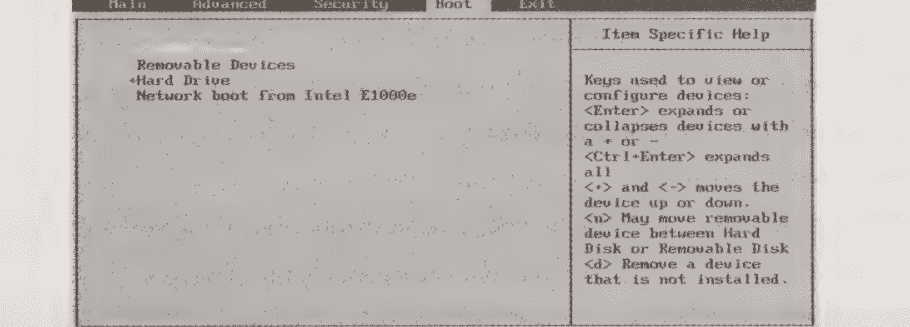 Main Advanced Security Boot Exit
Item Specific Help
Removable Devices
+Hard Drive
Network boot from Intel E1000e
Keys used to view or
configure devices:
<Enter> expands or
collapses devices with
a + or -
<Ctrl+Enter> expands
all
<+> and <-> moves the
device up or down.
<n> May move removable
device between Hard
Disk or Removable Disk
<d> Remove a device
that is not installed.